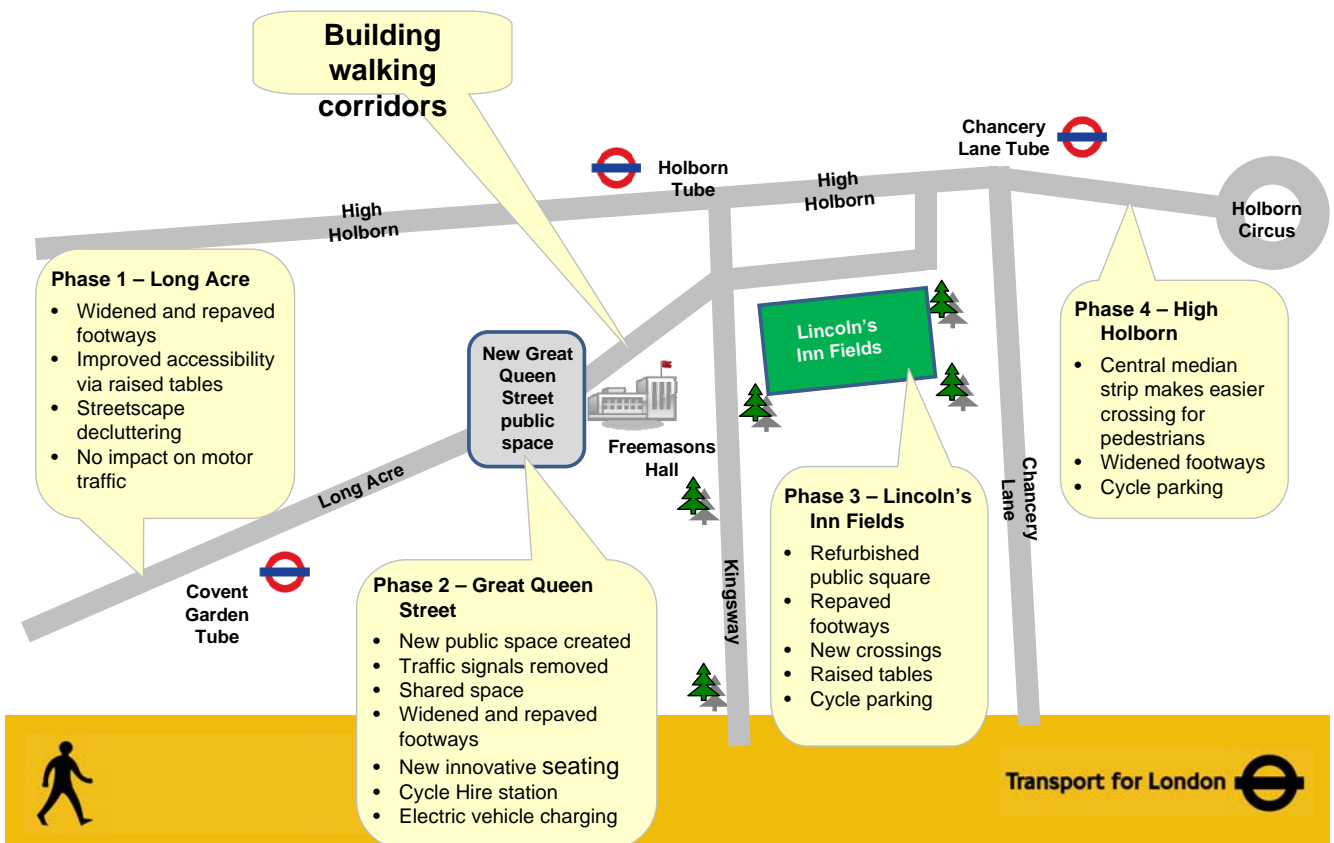 Building
walking
corridors
Chancery
Lane Tube
Holborn
Tube
High
Holborn
High
Holborn
Holborn
Circus
Phase 1 – Long Acre
• Widened and repaved
footways
• Improved accessibility
via raised tables
• Streetscape
decluttering
• No impact on motor
traffic
New Great
Queen
Street
public
space
Freemasons
Hall
Lincoln's
Inn Fields
Phase 4 – High
Holborn
• Central median
strip makes easier
crossing for
pedestrians
• Widened footways
• Cycle parking
Long Acre
Covent
Garden
Tube
Kingsway
Chancery
Lane
Phase 2 – Great Queen
Street
• New public space created
• Traffic signals removed
• Shared space
• Widened and repaved
footways
• New innovative seating
• Cycle Hire station
• Electric vehicle charging
Phase 3 – Lincoln's
Inn Fields
• Refurbished
public square
• Repaved
footways
• New crossings
• Raised tables
• Cycle parking
Transport for London